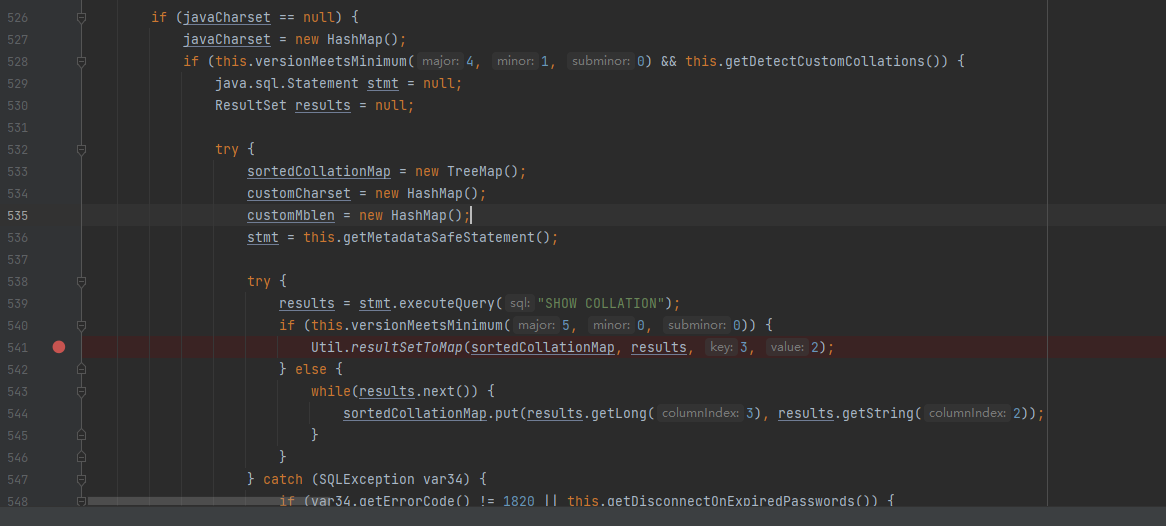 526 if (javaCharset == null) {
527 javaCharset = new HashMap();
528 if (this.versionMeetsMinimum( major: 4, minor: 1, subminor: 0) && this.getDetectCustomCollations()) {
529 java.sql.Statement stmt = null;
530 ResultSet results = null;
531
532 try {
533 sortedCollationMap = new TreeMap();
534 customCharset = new HashMap();
535 customMblen = new HashMap();
536 stmt = this.getMetadataSafeStatement();
537
538 try {
539 results = stmt.executeQuery( sql: "SHOW COLLATION");
540 if (this.versionMeetsMinimum( major: 5, minor: 0, subminor: 0)) {
541 Util.resultSetToMap(sortedCollationMap, results, key: 3, value: 2);
542 } else {
543 while(results.next()) {
544 sortedCollationMap.put(results.getLong( columnIndex: 3), results.getString( columnIndex: 2));
545 }
546 }
547 } catch (SQLException var34) {
548 if (var34.getErrorCode() != 1820 || this.getDisconnectOnExpiredPasswords()) {